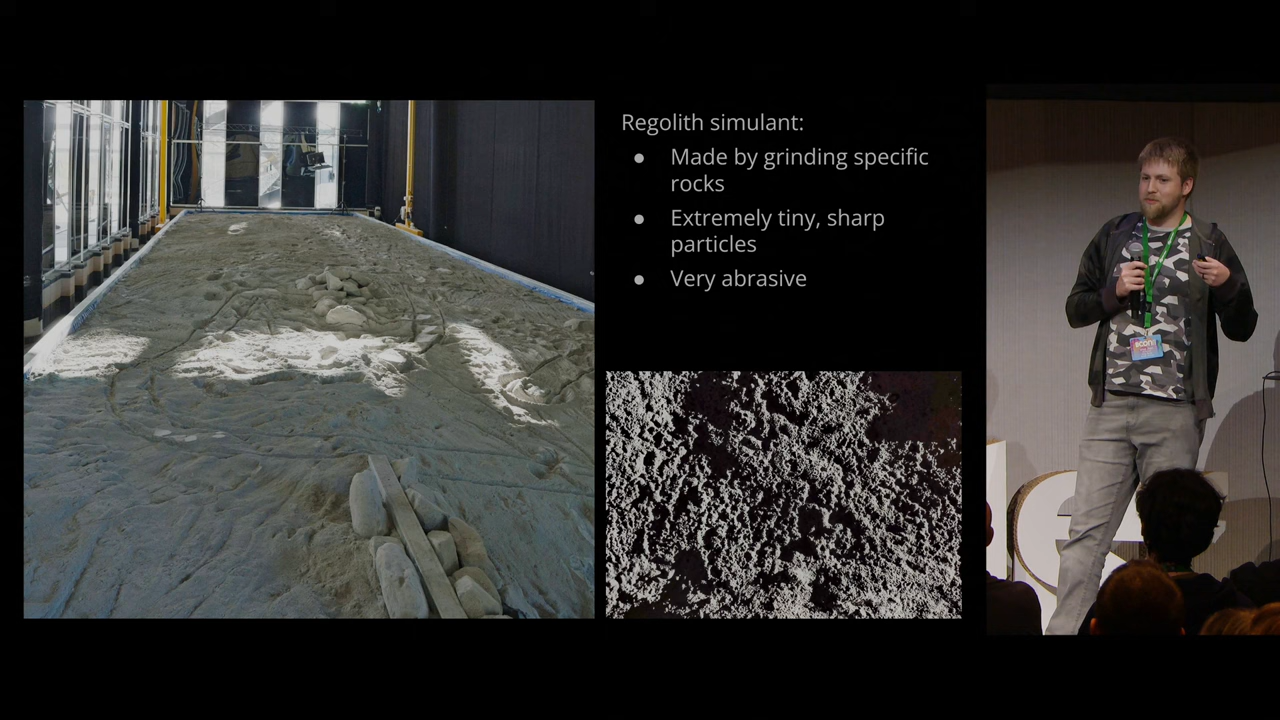 Regolith simulant:
● Made by grinding specific
rocks
● Extremely tiny, sharp
particles
● Very abrasive